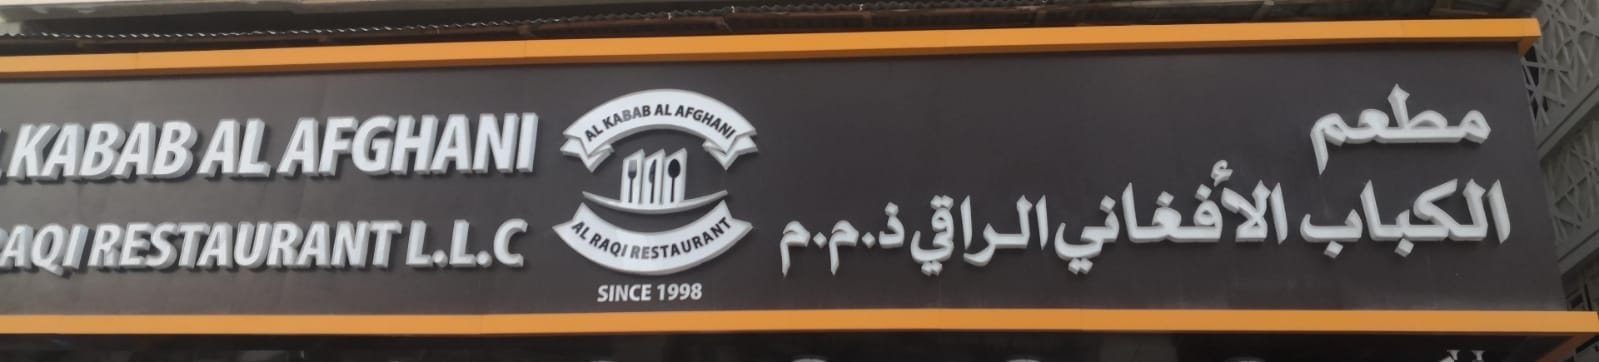 KABAB AL AFGHANI
RAQI RESTAURANT L.L.C
AL KABAB AL AFGHANI
AL RAQI RESTAURANT
SINCE 1998
مطعم
الكباب الأفغاني الراقي ذ.م.م